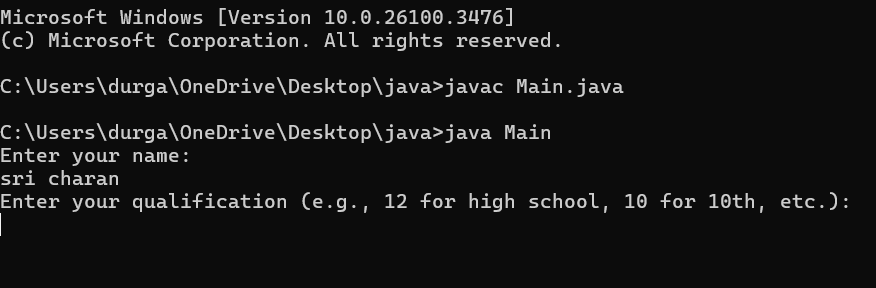 Microsoft Windows [Version 10.0.26100.3476]
(c) Microsoft Corporation. All rights reserved.
C:\Users\durga\OneDrive\Desktop\java>javac Main.java
C:\Users\durga\OneDrive\Desktop\java>java Main
Enter your name:
sri charan
Enter your qualification (e.g., 12 for high school, 10 for 10th, etc.):